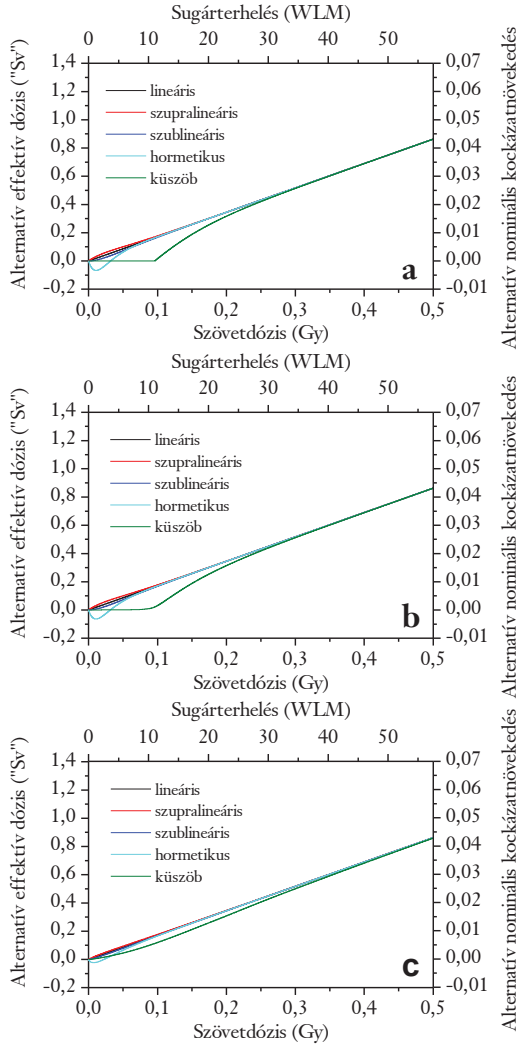 Sugárterhelés (WLM)
0 10 20 30 40 50
Alternatív effektív dózis ("Sv")
1,4
1,2
1,0
0,8
0,6
0,4
0,2
0,0
-0,2
lineáris
szupralineáris
szublineáris
hormetikus
küszöb
a
0,07
0,06
0,05
0,04
0,03
0,02
0,01
0,00
-0,01
Alternatív nominális kockázatnövekedés
0,0 0,1 0,2 0,3 0,4 0,5
Szövetdózis (Gy)
Sugárterhelés (WLM)
0 10 20 30 40 50
Alternatív effektív dózis ("Sv")
1,4
1,2
1,0
0,8
0,6
0,4
0,2
0,0
-0,2
lineáris
szupralineáris
szublineáris
hormetikus
küszöb
b
0,07
0,06
0,05
0,04
0,03
0,02
0,01
0,00
-0,01
Alternatív nominális kockázatnövekedés
0,0 0,1 0,2 0,3 0,4 0,5
Szövetdózis (Gy)
Sugárterhelés (WLM)
0 10 20 30 40 50
Alternatív effektív dózis ("Sv")
1,4
1,2
1,0
0,8
0,6
0,4
0,2
0,0
-0,2
lineáris
szupralineáris
szublineáris
hormetikus
küszöb
c
0,07
0,06
0,05
0,04
0,03
0,02
0,01
0,00
-0,01
Alternatív nominális kockázatnövekedés
0,0 0,1 0,2 0,3 0,4 0,5
Szövetdózis (Gy)